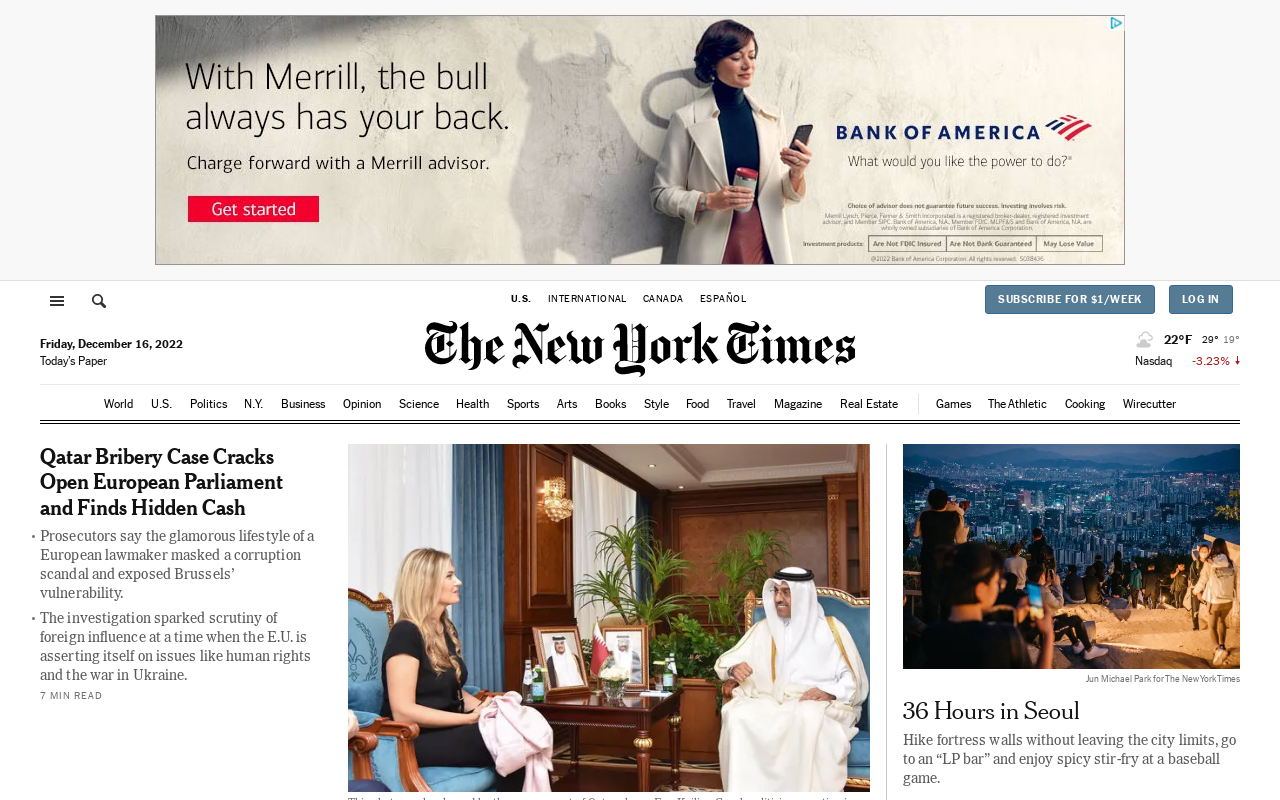 With Merrill, the bull
always has your back.
Charge forward with a Merrill advisor.
Get started
BANK OF AMERICA
What would you like the power to do?®
Choice of advisor does not guarantee future success. Investing involves risk.
Merrill Lynch, Pierce, Fenner & Smith Incorporated is a registered broker-dealer, registered investment
advisor, and Member SIPC. Bank of America, N.A., Member FDIC. MLPF&S and Bank of America, N.A. are
wholly owned subsidiaries of Bank of America Corporation.
Investment products: Are Not FDIC Insured Are Not Bank Guaranteed May Lose Value
@2022 Bank of America Corporation. All rights reserved. 5038435
U.S. INTERNATIONAL CANADA ESPAÑOL
SUBSCRIBE FOR $1/WEEK LOG IN
The New York Times
Friday, December 16, 2022
Today's Paper
22°F 29° 19°
Nasdaq -3.23%
World U.S. Politics N.Y. Business Opinion Science Health Sports Arts Books Style Food Travel Magazine Real Estate Games The Athletic Cooking Wirecutter
Qatar Bribery Case Cracks
Open European Parliament
and Finds Hidden Cash
• Prosecutors say the glamorous lifestyle of a
European lawmaker masked a corruption
scandal and exposed Brussels'
vulnerability.
• The investigation sparked scrutiny of
foreign influence at a time when the E.U. is
asserting itself on issues like human rights
and the war in Ukraine.
7 MIN READ
Jun Michael Park for The New York Times
36 Hours in Seoul
Hike fortress walls without leaving the city limits, go
to an “LP bar” and enjoy spicy stir-fry at a baseball
game.